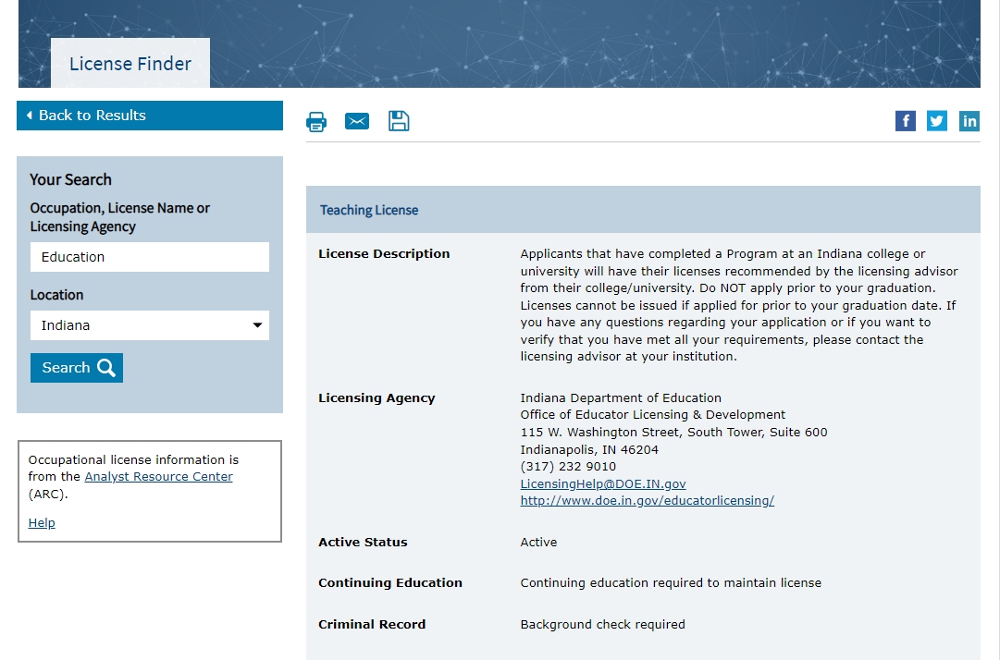 License Finder
Back to Results
Your Search
Occupation, License Name or
Licensing Agency
Education
Location
Indiana
Search
Occupational license information is
from the Analyst Resource Center
(ARC).
Help
f
in
Teaching License
License Description
Applicants that have completed a Program at an Indiana college or
university will have their licenses recommended by the licensing advisor
from their college/university. Do NOT apply prior to your graduation.
Licenses cannot be issued if applied for prior to your graduation date. If
you have any questions regarding your application or if you want to
verify that you have met all your requirements, please contact the
licensing advisor at your institution.
Licensing Agency
Indiana Department of Education
Office of Educator Licensing & Development
115 W. Washington Street, South Tower, Suite 600
Indianapolis, IN 46204
(317) 232 9010
LicensingHelp@DOE.IN.gov
http://www.doe.in.gov/educatorlicensing/
Active Status
Active
Continuing Education
Continuing education required to maintain license
Criminal Record
Background check required